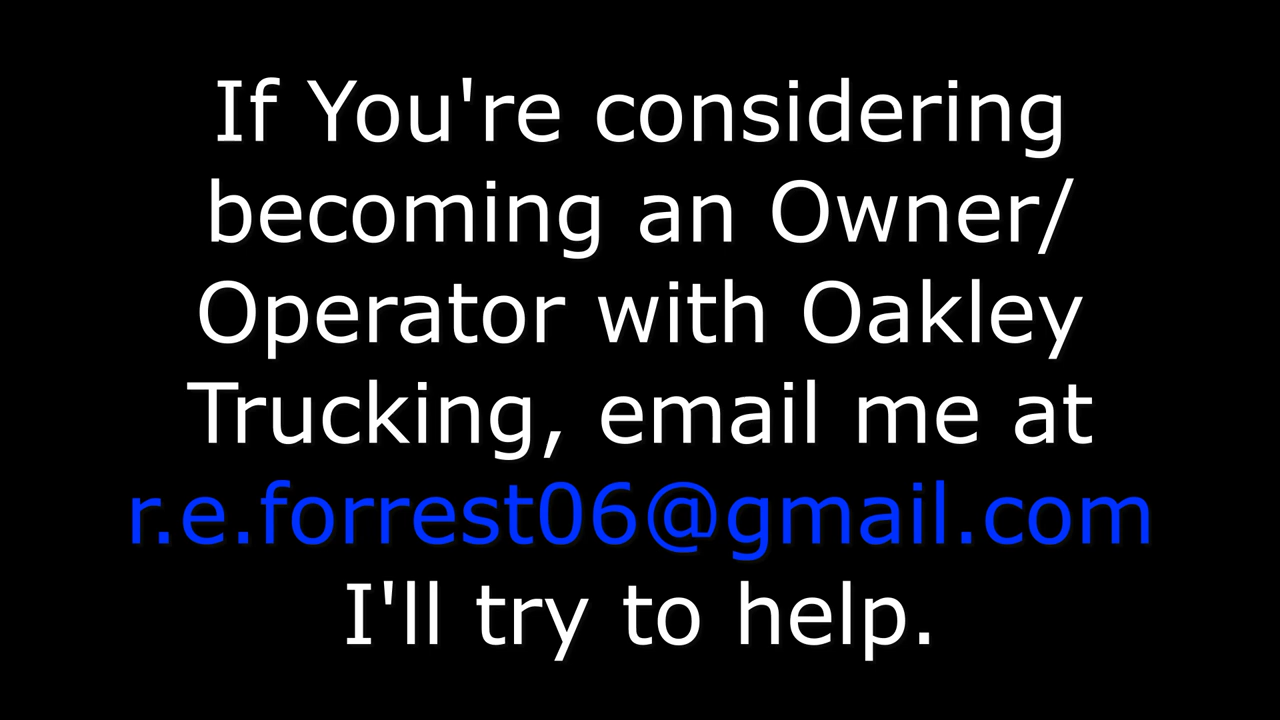 If You're considering
becoming an Owner/
Operator with Oakley
Trucking, email me at
r.e.forrest06@gmail.com
I'll try to help.